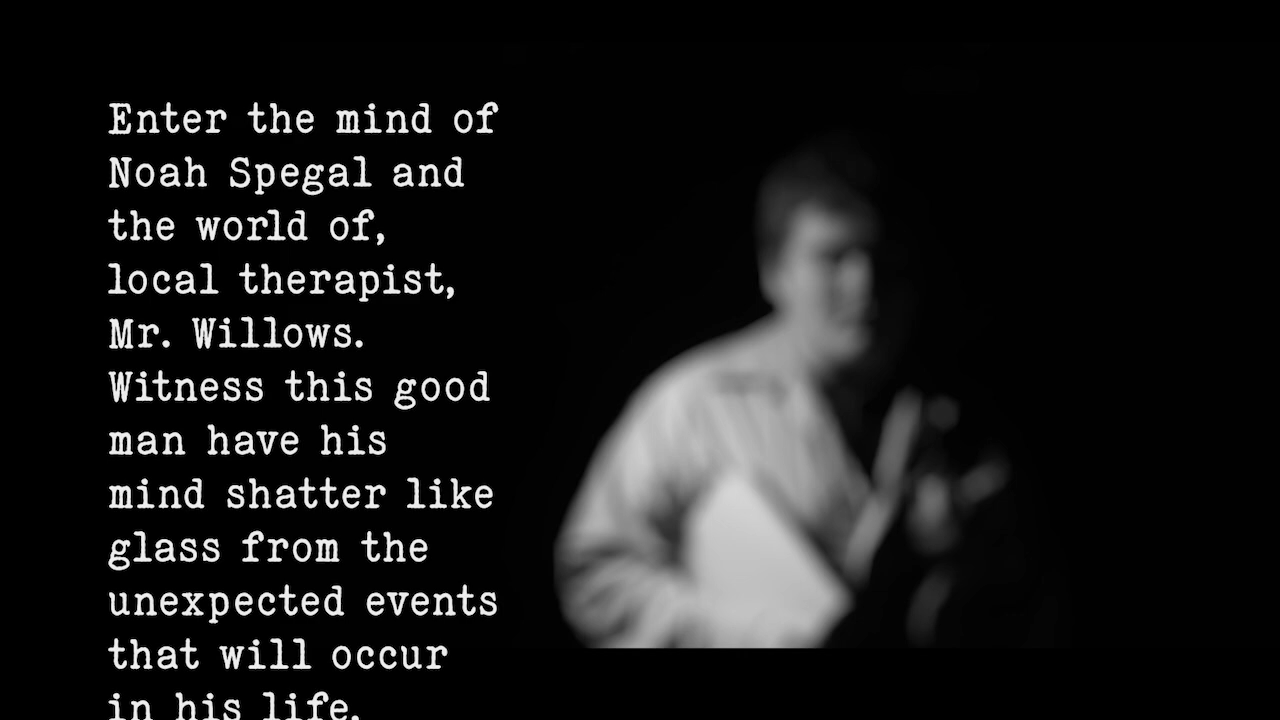 Enter the mind of
Noah Spegal and
the world of,
local therapist,
Mr. Willows.
Witness this good
man have his
mind shatter like
glass from the
unexpected events
that will occur
in his life.